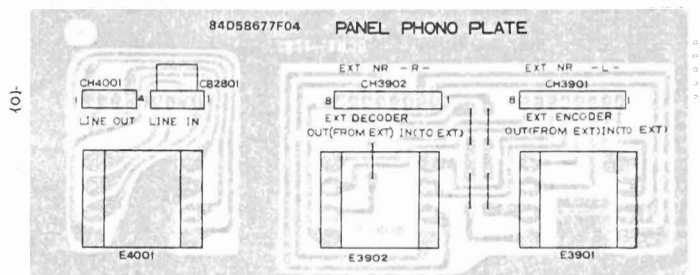 84D58677F04 PANEL PHONO PLATE
EXT NR -R- EXT NR -L-
CH4001 CB2801 CH3902 CH3901
1 4 1 8 1 8 1
LINE OUT LINE IN EXT DECODER EXT ENCODER
OUT(FROM EXT) IN(TO EXT) OUT(FROM EXT)IN(TO EXT)
E4001 E3902 E3901
{0}-